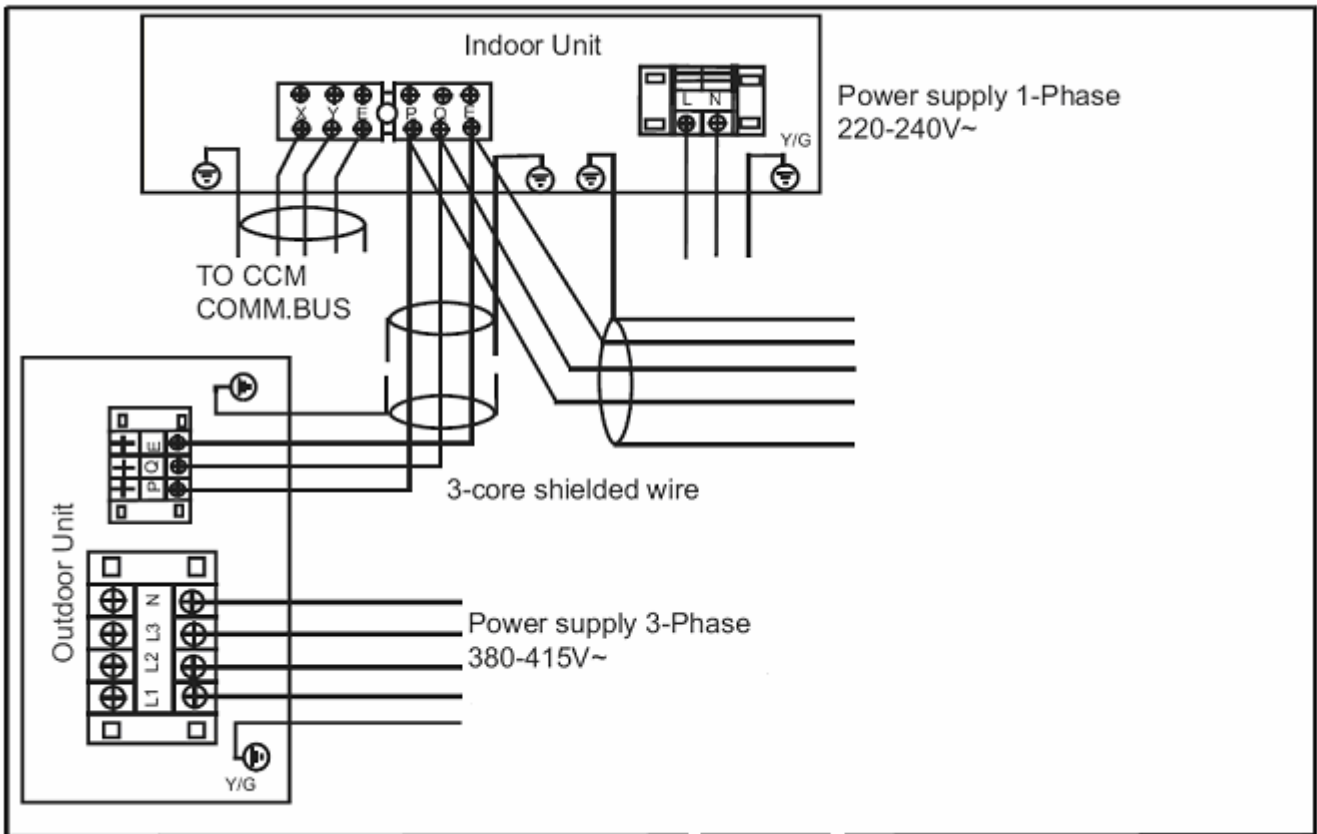 Indoor Unit
X Y E P Q E
L N
Y/G
Power supply 1-Phase
220-240V~
TO CCM
COMM.BUS
E
Q
P
3-core shielded wire
Outdoor Unit
N
L3
L2
L1
Power supply 3-Phase
380-415V~
Y/G